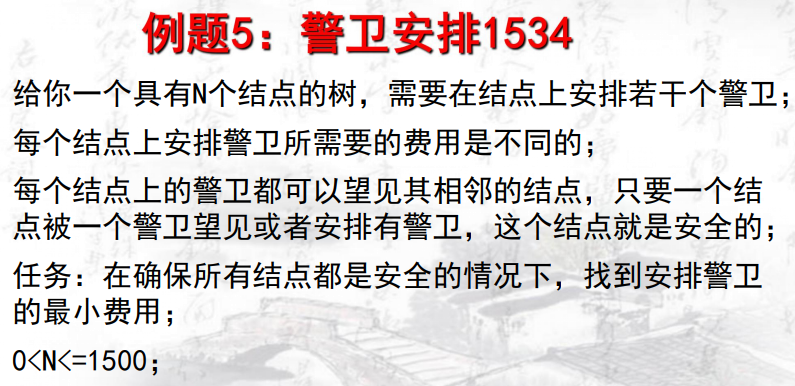 例题5：警卫安排1534
给你一个具有N个结点的树，需要在结点上安排若干个警卫；
每个结点上安排警卫所需要的费用是不同的；
每个结点上的警卫都可以望见其相邻的结点，只要一个结
点被一个警卫望见或者安排有警卫，这个结点就是安全的；
任务：在确保所有结点都是安全的情况下，找到安排警卫
的最小费用；
0<N<=1500；